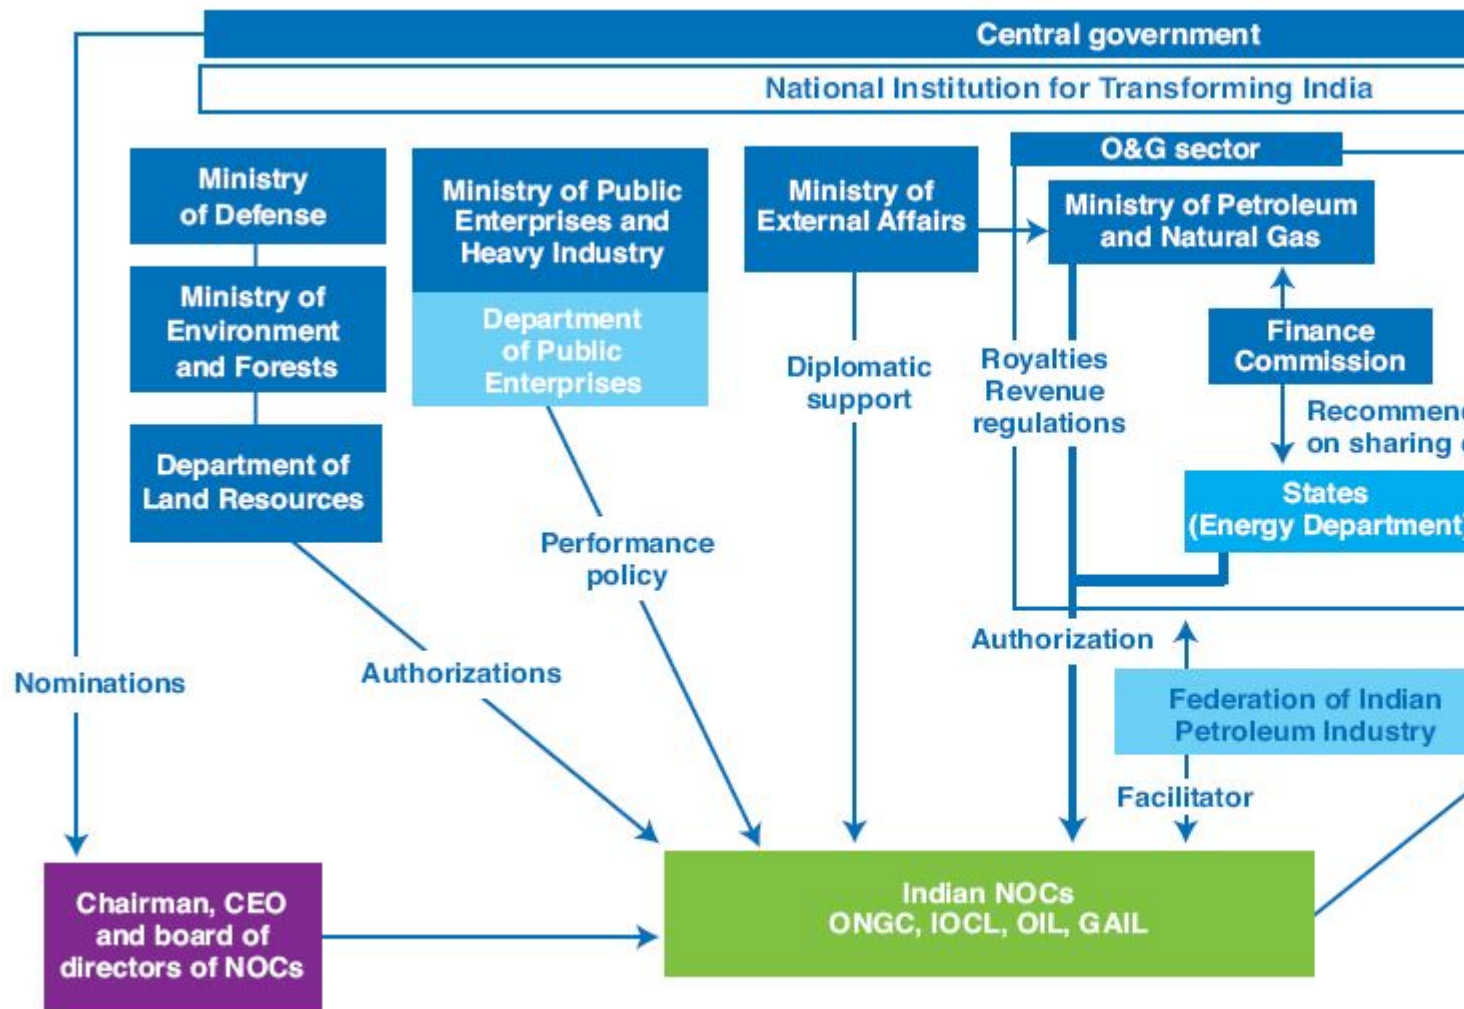 Central government
National Institution for Transforming India
O&G sector
Ministry
of Defense
Ministry of
Environment
and Forests
Department of
Land Resources
Ministry of Public
Enterprises and
Heavy Industry
Department
of Public
Enterprises
Ministry of
External Affairs
Ministry of Petroleum
and Natural Gas
Finance
Commission
Diplomatic
support
Royalties
Revenue
regulations
on sharing
States
(Energy Department)
Performance
policy
Authorization
Nominations
Authorizations
Federation of Indian
Petroleum Industry
Facilitator
Chairman, CEO
and board of
directors of NOCs
Indian NOCs
ONGC, IOCL, OIL, GAIL